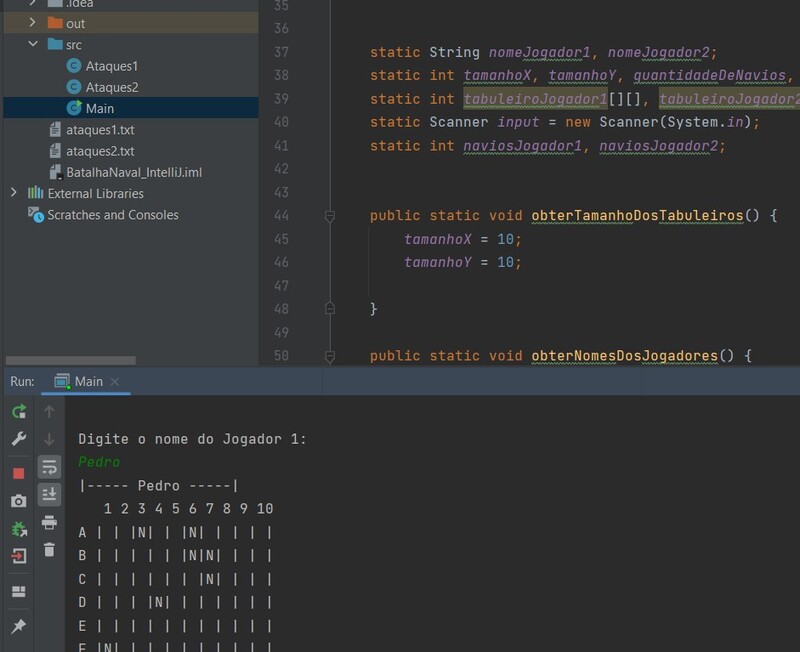 .idea
out
src
Ataques1
Ataques2
Main
ataques1.txt
ataques2.txt
BatalhaNaval_IntelliJ.iml
External Libraries
Scratches and Consoles
35
36
37 static String nomeJogador1, nomeJogador2;
38 static int tamanhoX, tamanhoY, quantidadeDeNavios,
39 static int tabuleiroJogador1[][], tabuleiroJogador2
40 static Scanner input = new Scanner(System.in);
41 static int naviosJogador1, naviosJogador2;
42
43
44 public static void obterTamanhoDosTabuleiros() {
45 tamanhoX = 10;
46 tamanhoY = 10;
47
48 }
49
50 public static void obterNomesDosJogadores() {
Run: Main
Digite o nome do Jogador 1:
Pedro
|----- Pedro -----|
1 2 3 4 5 6 7 8 9 10
A | | |N| | |N| | | | |
B | | | | | |N|N| | | |
C | | | | | | |N| | | |
D | | | |N| | | | | | |
E | | | | | | | | | | |
F |N| | | | | | | | | |